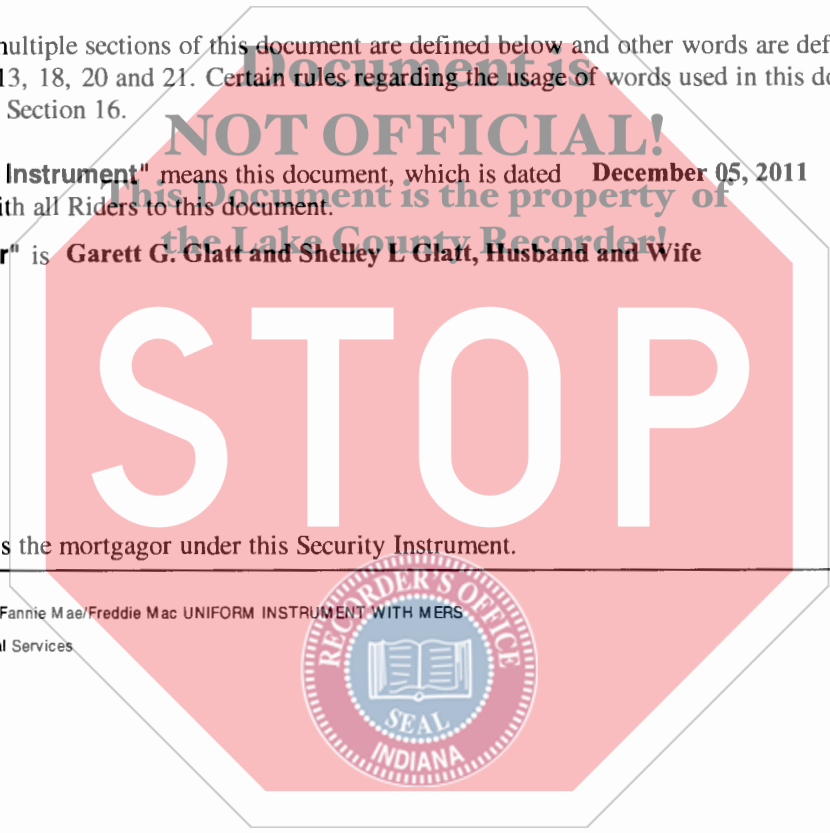 multiple sections of this document are defined below and other words are def
13, 18, 20 and 21. Certain rules regarding the usage of words used in this do
Section 16.
Document is
NOT OFFICIAL!
Instrument" means this document, which is dated December 05, 2011
This Document is the property of
ith all Riders to this document.
the Lake County Recorder!
r" is Garett G. Glatt and Shelley L Glatt, Husband and Wife
STOP
s the mortgagor under this Security Instrument.
Fannie Mae/Freddie Mac UNIFORM INSTRUMENT WITH MERS
al Services
RECORDER'S OFFICE
SEAL
INDIANA